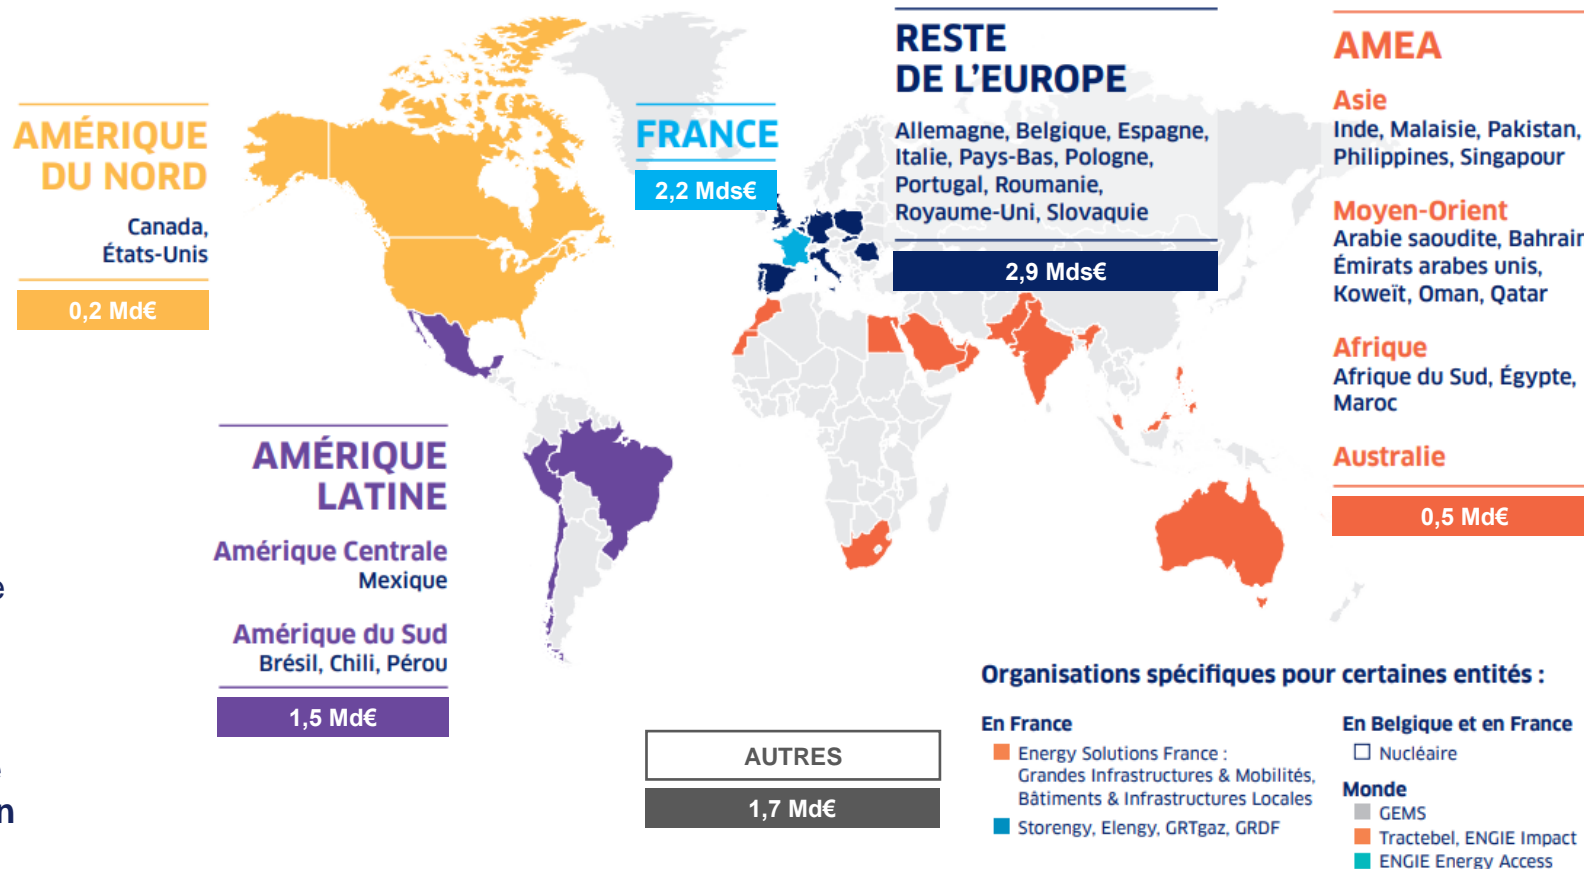 AMÉRIQUE
DU NORD
Canada,
États-Unis
0,2 Md€
FRANCE
2,2 Mds€
RESTE
DE L'EUROPE
Allemagne, Belgique, Espagne,
Italie, Pays-Bas, Pologne,
Portugal, Roumanie,
Royaume-Uni, Slovaquie
2,9 Mds€
AMEA
Asie
Inde, Malaisie, Pakistan,
Philippines, Singapour
Moyen-Orient
Arabie saoudite, Bahrain
Émirats arabes unis,
Koweït, Oman, Qatar
Afrique
Afrique du Sud, Égypte,
Maroc
Australie
0,5 Md€
AMÉRIQUE
LATINE
Amérique Centrale
Mexique
Amérique du Sud
Brésil, Chili, Pérou
1,5 Md€
AUTRES
1,7 Md€
Organisations spécifiques pour certaines entités :
En France
Energy Solutions France :
Grandes Infrastructures & Mobilités,
Bâtiments & Infrastructures Locales
Storengy, Elengy, GRTgaz, GRDF
En Belgique et en France
Nucléaire
Monde
GEMS
Tractebel, ENGIE Impact
ENGIE Energy Access